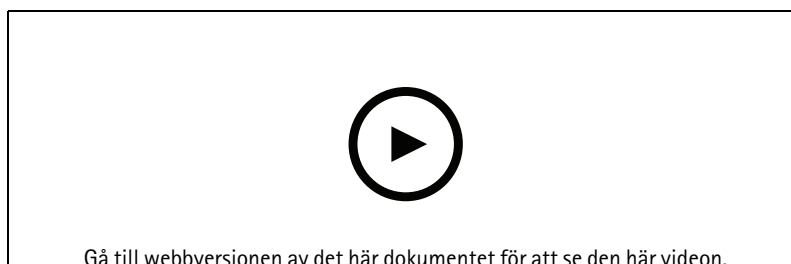 Gå till webbversionen av det här dokumentet för att se den här videon.